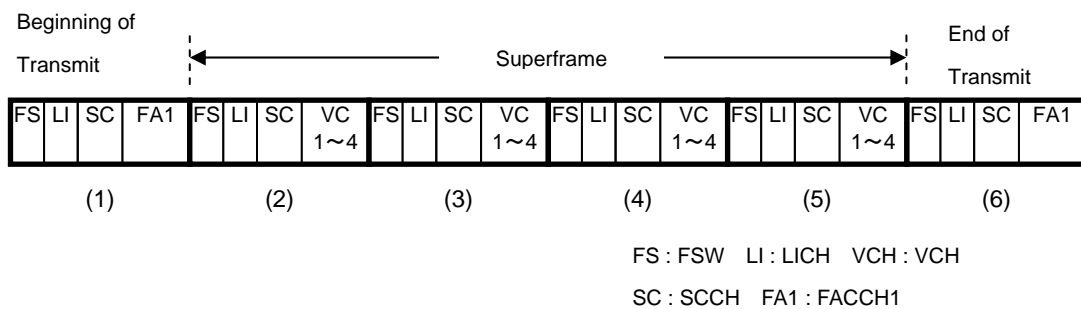 Beginning of
Transmit
Superframe
End of
Transmit
FS LI SC FA1 FS LI SC VC 1～4 FS LI SC VC 1～4 FS LI SC VC 1～4 FS LI SC VC 1～4 FS LI SC FA1
(1) (2) (3) (4) (5) (6)
FS : FSW LI : LICH VCH : VCH
SC : SCCH FA1 : FACCH1